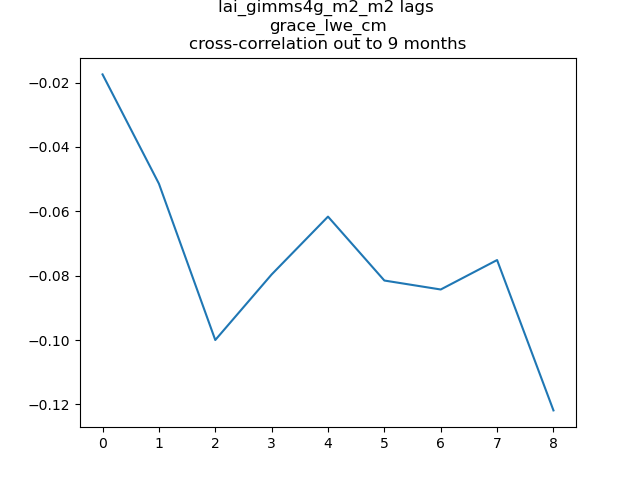 lai_gimms4g_m2_m2 lags
grace_lwe_cm
cross-correlation out to 9 months
−0.02
−0.04
−0.06
−0.08
−0.10
−0.12
0 1 2 3 4 5 6 7 8